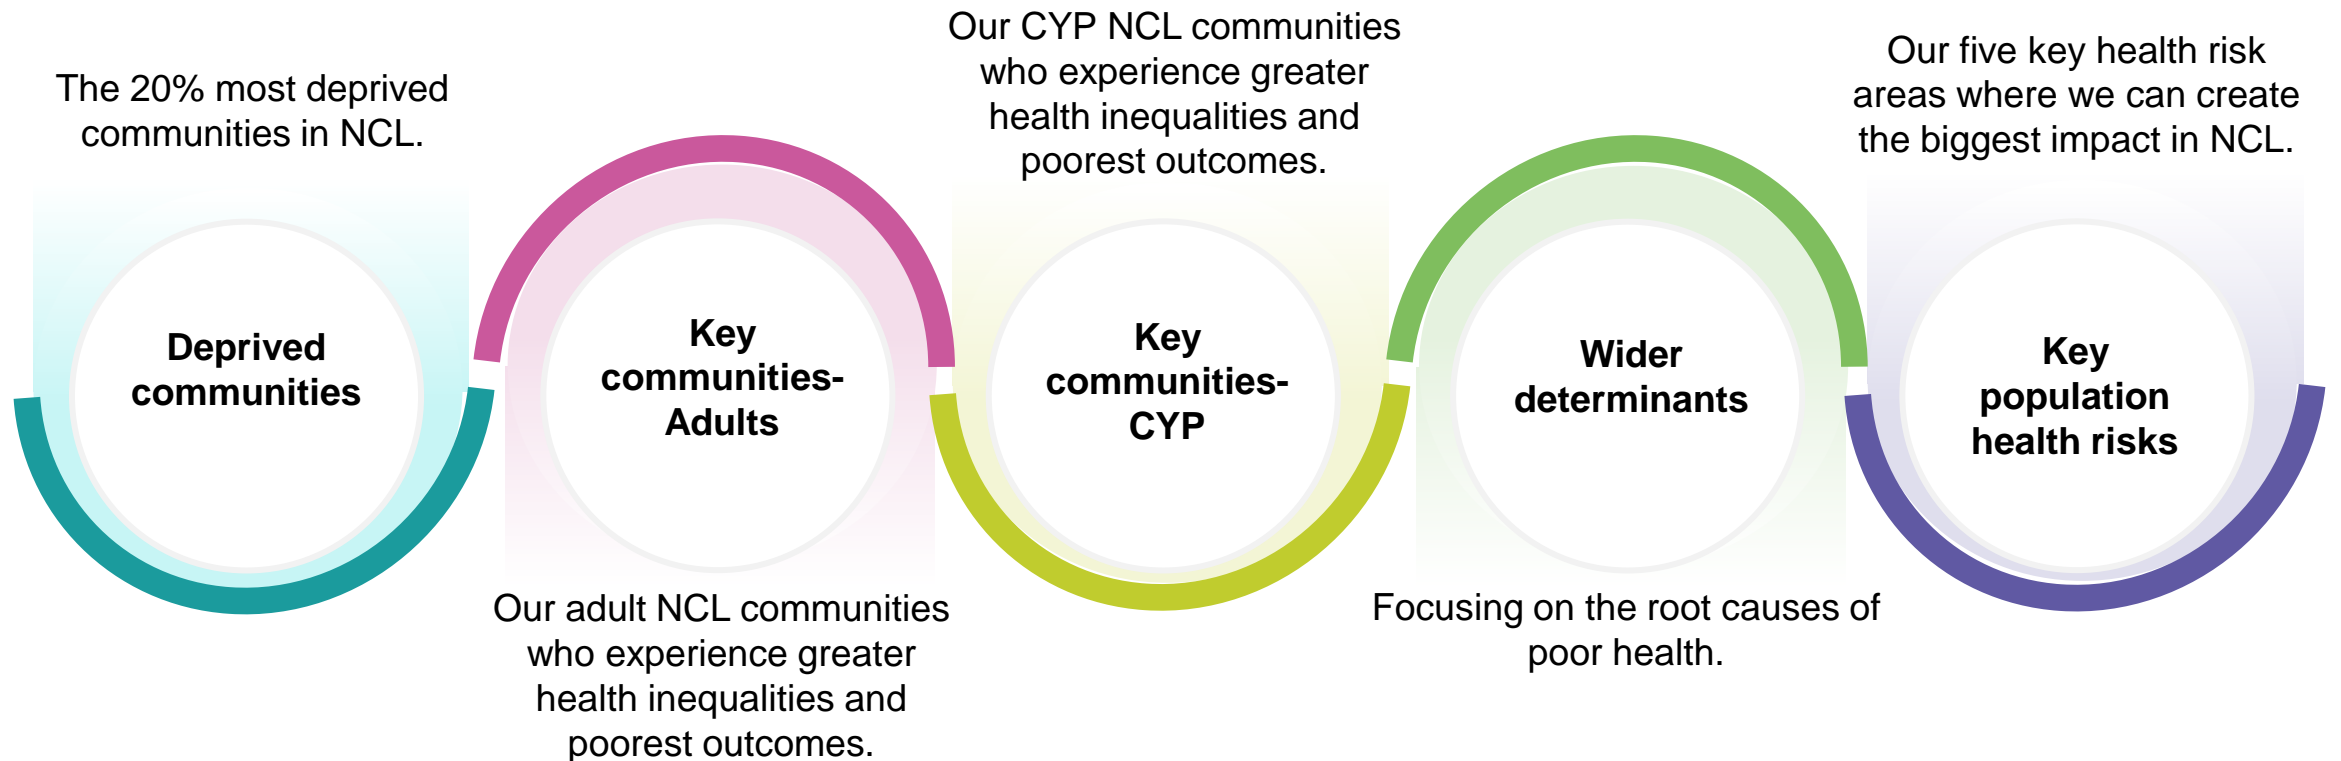 The 20% most deprived
communities in NCL.
Deprived
communities
Key
communities-
Adults
Our adult NCL communities
who experience greater
health inequalities and
poorest outcomes.
Our CYP NCL communities
who experience greater
health inequalities and
poorest outcomes.
Key
communities-
CYP
Wider
determinants
Focusing on the root causes of
poor health.
Our five key health risk
areas where we can create
the biggest impact in NCL.
Key
population
health risks